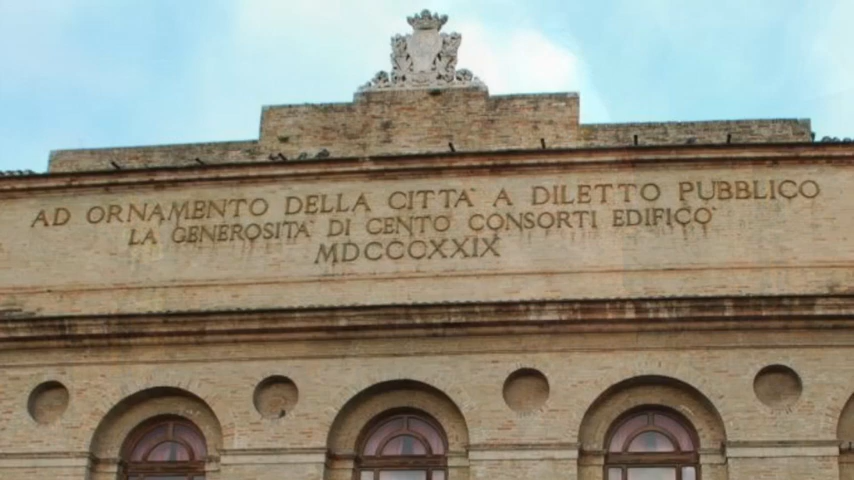 AD ORNAMENTO DELLA CITTA` A DILETTO PUBBLICO
LA GENEROSITA` DI CENTO CONSORTI EDIFICO`
MDCCCXXIX